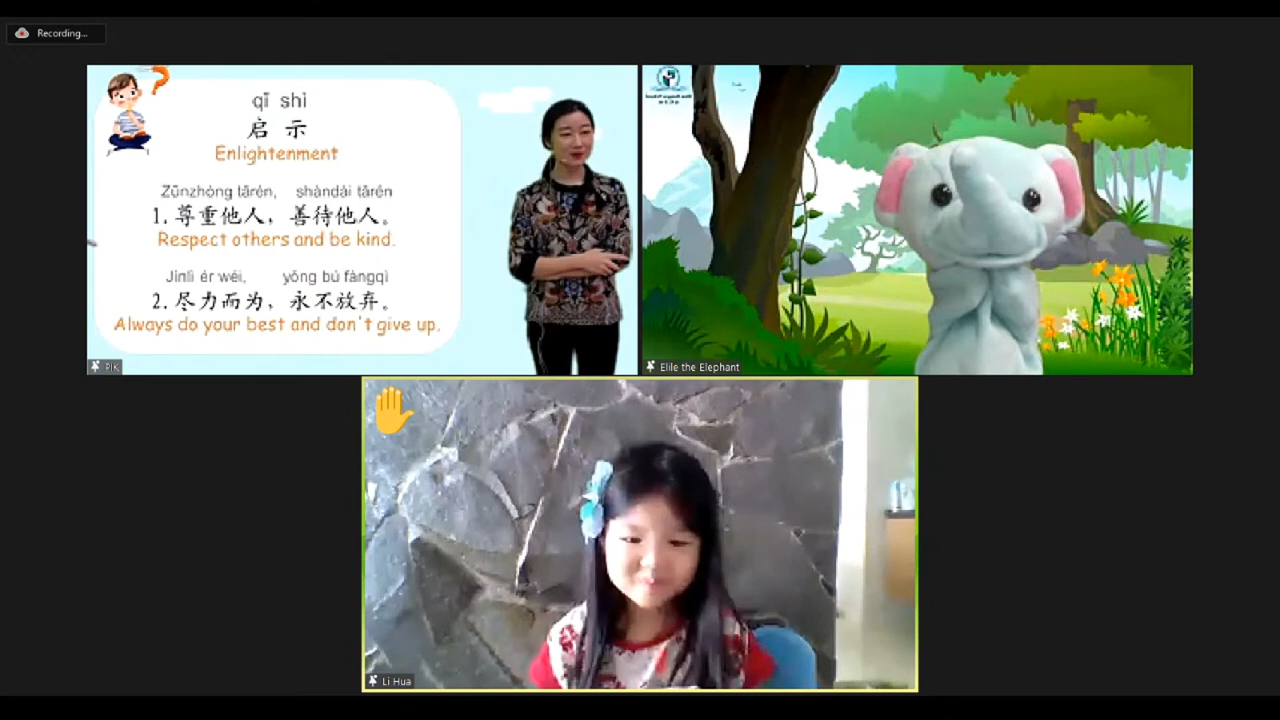 Recording...
qǐ shì
启 示
Enlightenment
Zūnzhòng tārén, shàndài tārén
1. 尊重他人，善待他人。
Respect others and be kind.
Jìnlì ér wéi, yǒng bú fàngqì
2. 尽力而为，永不放弃。
Always do your best and don't give up.
PIK
Elile the Elephant
Li Hua